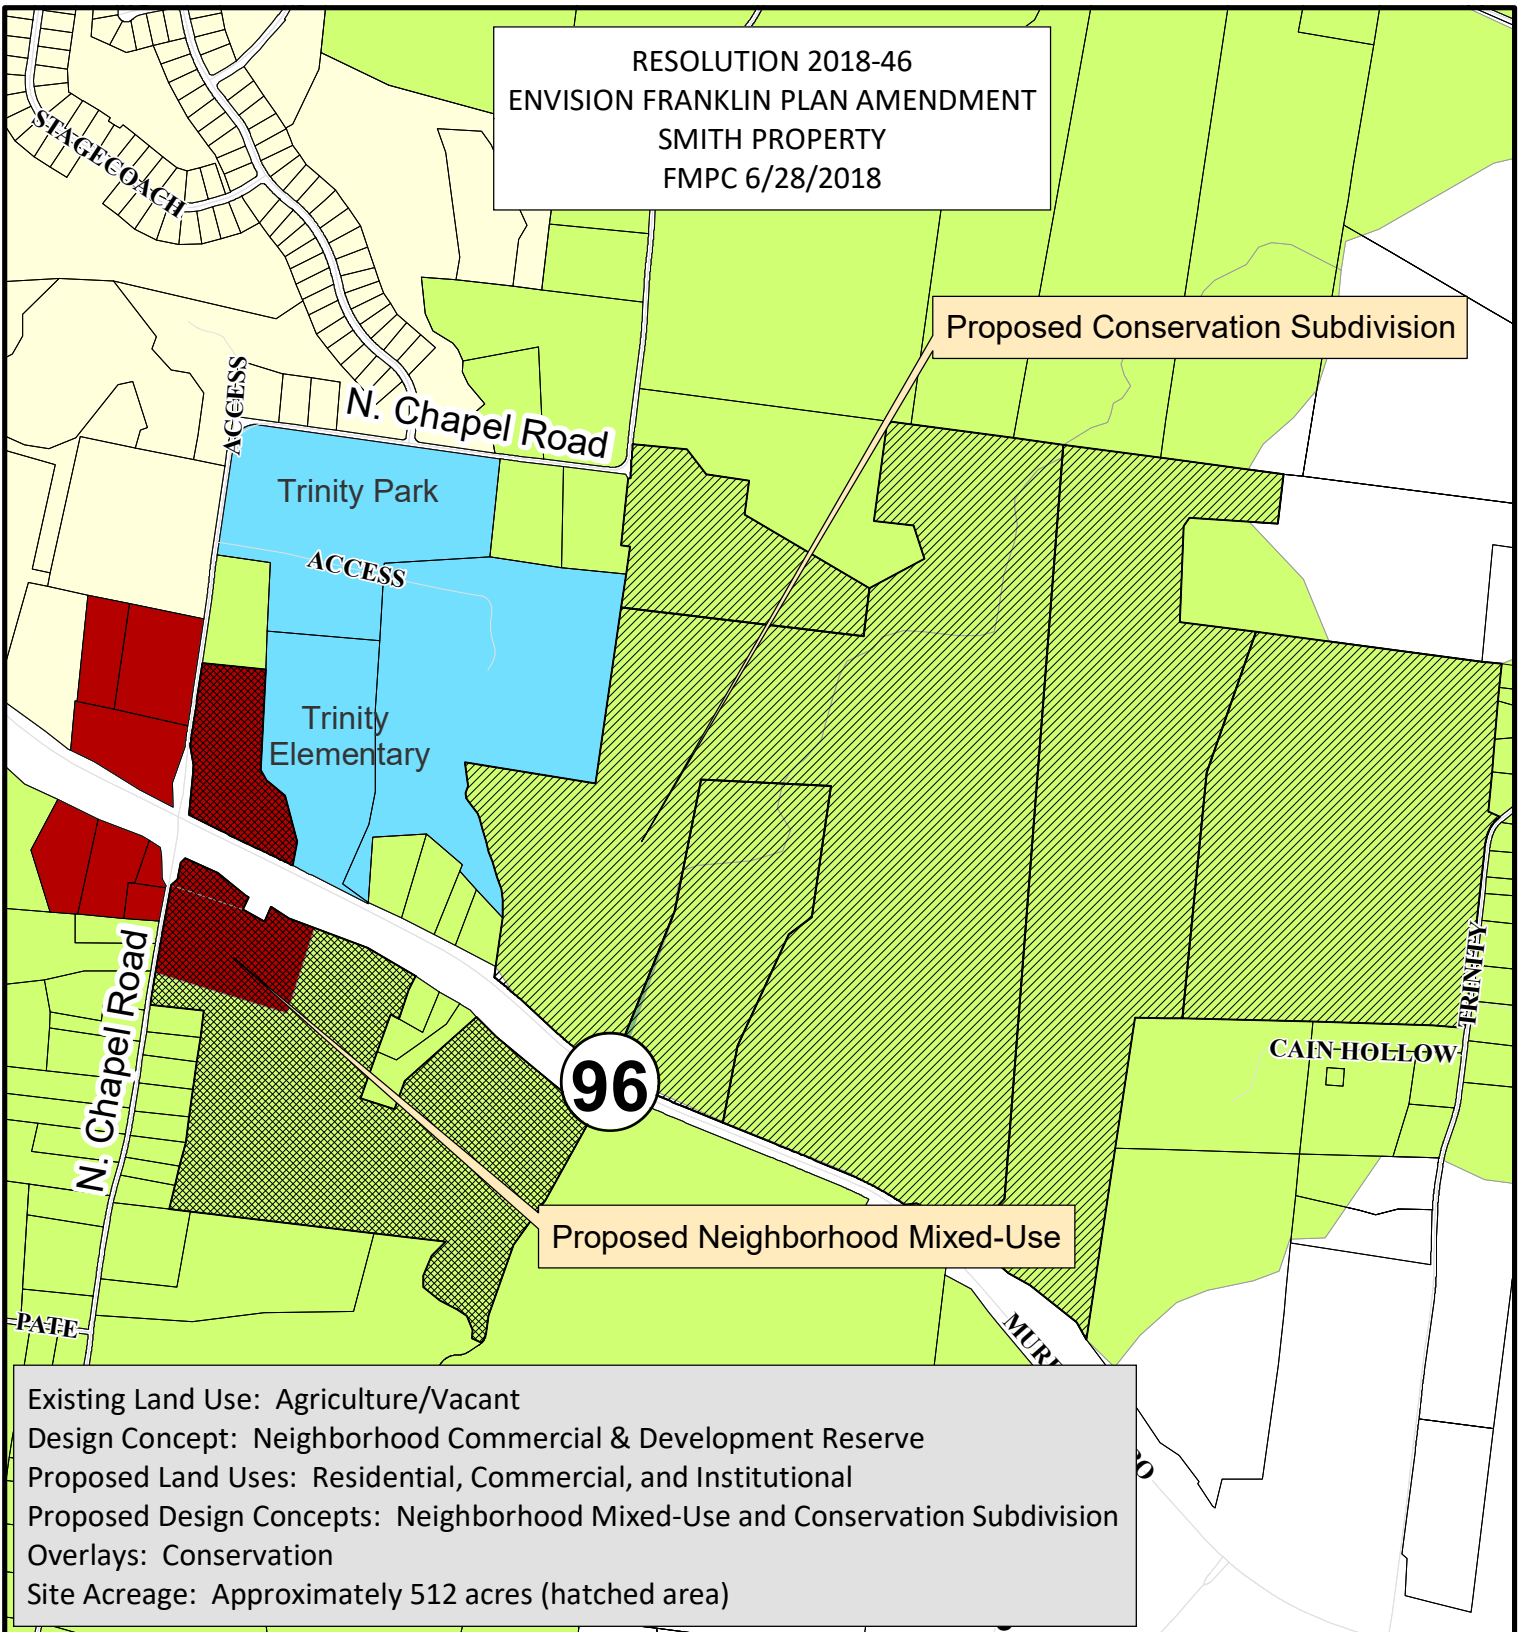 RESOLUTION 2018-46
ENVISION FRANKLIN PLAN AMENDMENT
SMITH PROPERTY
FMPC 6/28/2018
STAGECOACH
Proposed Conservation Subdivision
ACCESS
N. Chapel Road
Trinity Park
ACCESS
Trinity
Elementary
N. Chapel Road
TRINITY
CAIN HOLLOW
96
Proposed Neighborhood Mixed-Use
PATE
Existing Land Use: Agriculture/Vacant
Design Concept: Neighborhood Commercial & Development Reserve
Proposed Land Uses: Residential, Commercial, and Institutional
Proposed Design Concepts: Neighborhood Mixed-Use and Conservation Subdivision
Overlays: Conservation
Site Acreage: Approximately 512 acres (hatched area)